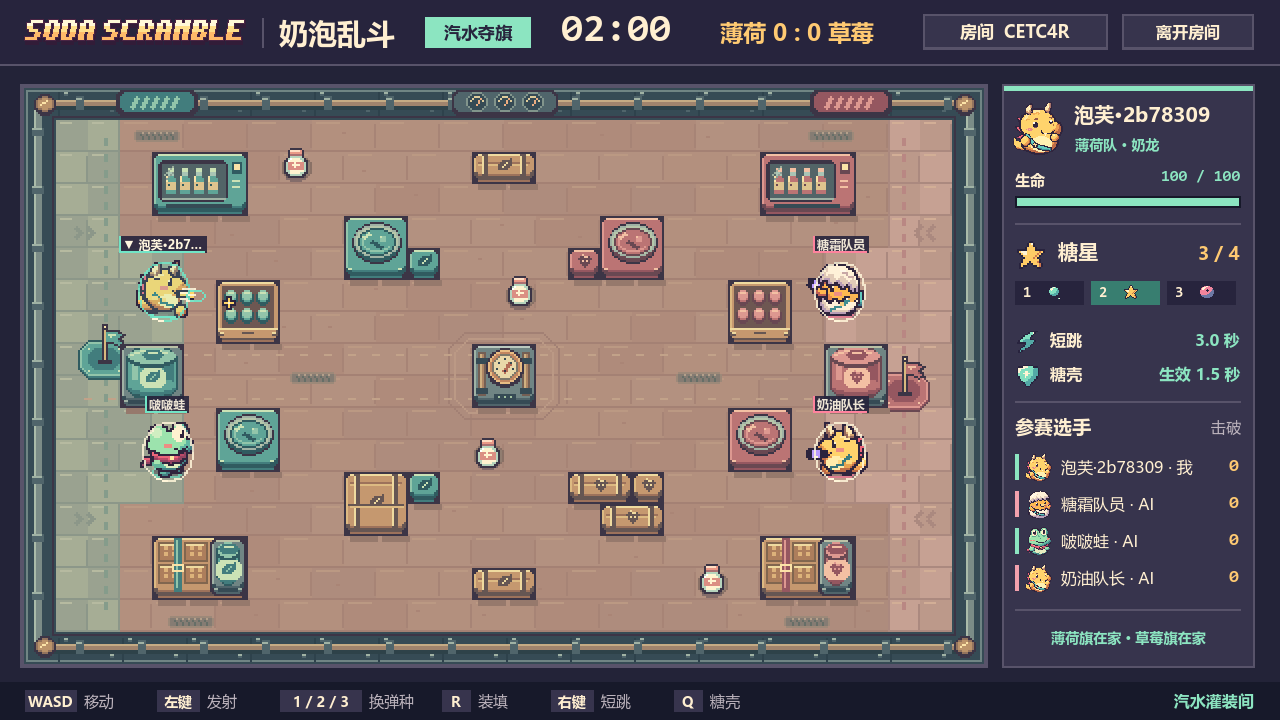 SODA SCRAMBLE 奶泡乱斗 汽水夺旗 02:00 薄荷 0 : 0 草莓 房间 CETC4R 离开房间
▼ 泡芙•2b7...
糖霜队员
啵啵蛙
奶油队长
泡芙•2b78309
薄荷队 • 奶龙
生命 100 / 100
糖星 3 / 4
1 2 3
短跳 3.0 秒
糖壳 生效 1.5 秒
参赛选手 击破
泡芙·2b78309 · 我 0
糖霜队员 · AI 0
啵啵蛙 · AI 0
奶油队长 · AI 0
薄荷旗在家 • 草莓旗在家
WASD 移动 左键 发射 1 / 2 / 3 换弹种 R 装填 右键 短跳 Q 糖壳 汽水灌装间